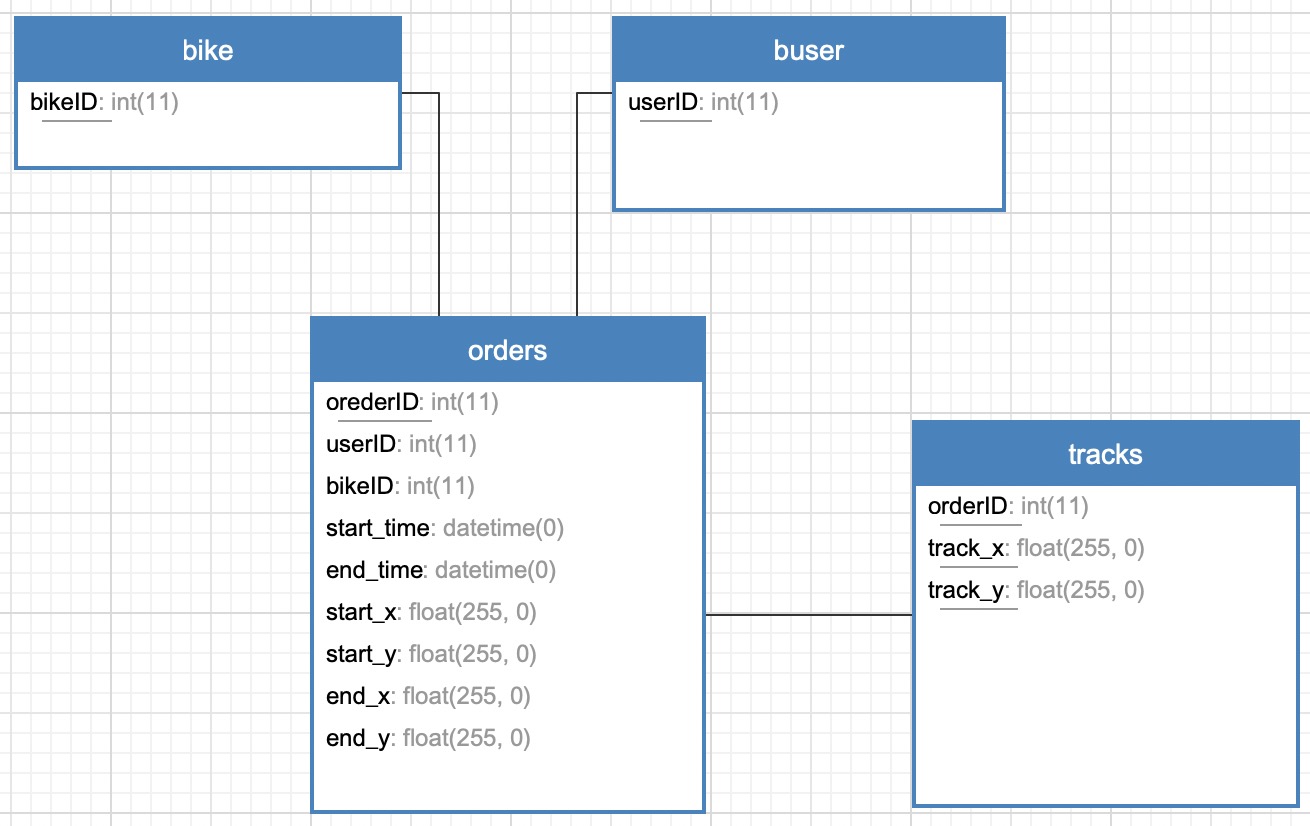 bike
bikeID: int(11)
buser
userID: int(11)
orders
orederID: int(11)
userID: int(11)
bikeID: int(11)
start_time: datetime(0)
end_time: datetime(0)
start_x: float(255, 0)
start_y: float(255, 0)
end_x: float(255, 0)
end_y: float(255, 0)
tracks
orderID: int(11)
track_x: float(255, 0)
track_y: float(255, 0)